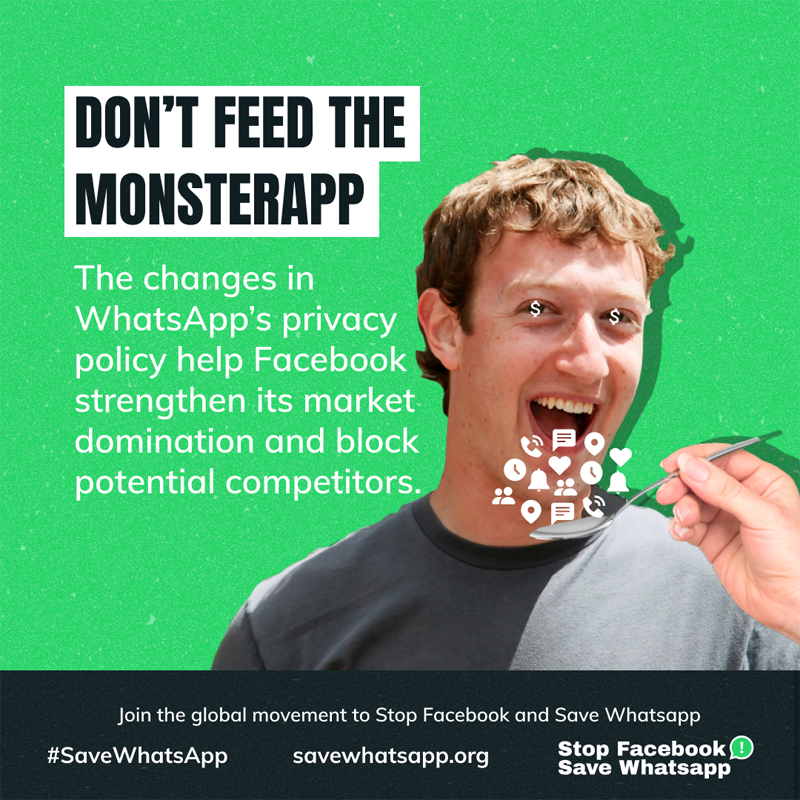 DON'T FEED THE
MONSTERAPP
The changes in
WhatsApp's privacy
policy help Facebook
strengthen its market
domination and block
potential competitors.
$ $
Join the global movement to Stop Facebook and Save Whatsapp
#SaveWhatsApp
savewhatsapp.org
Stop Facebook !
Save Whatsapp